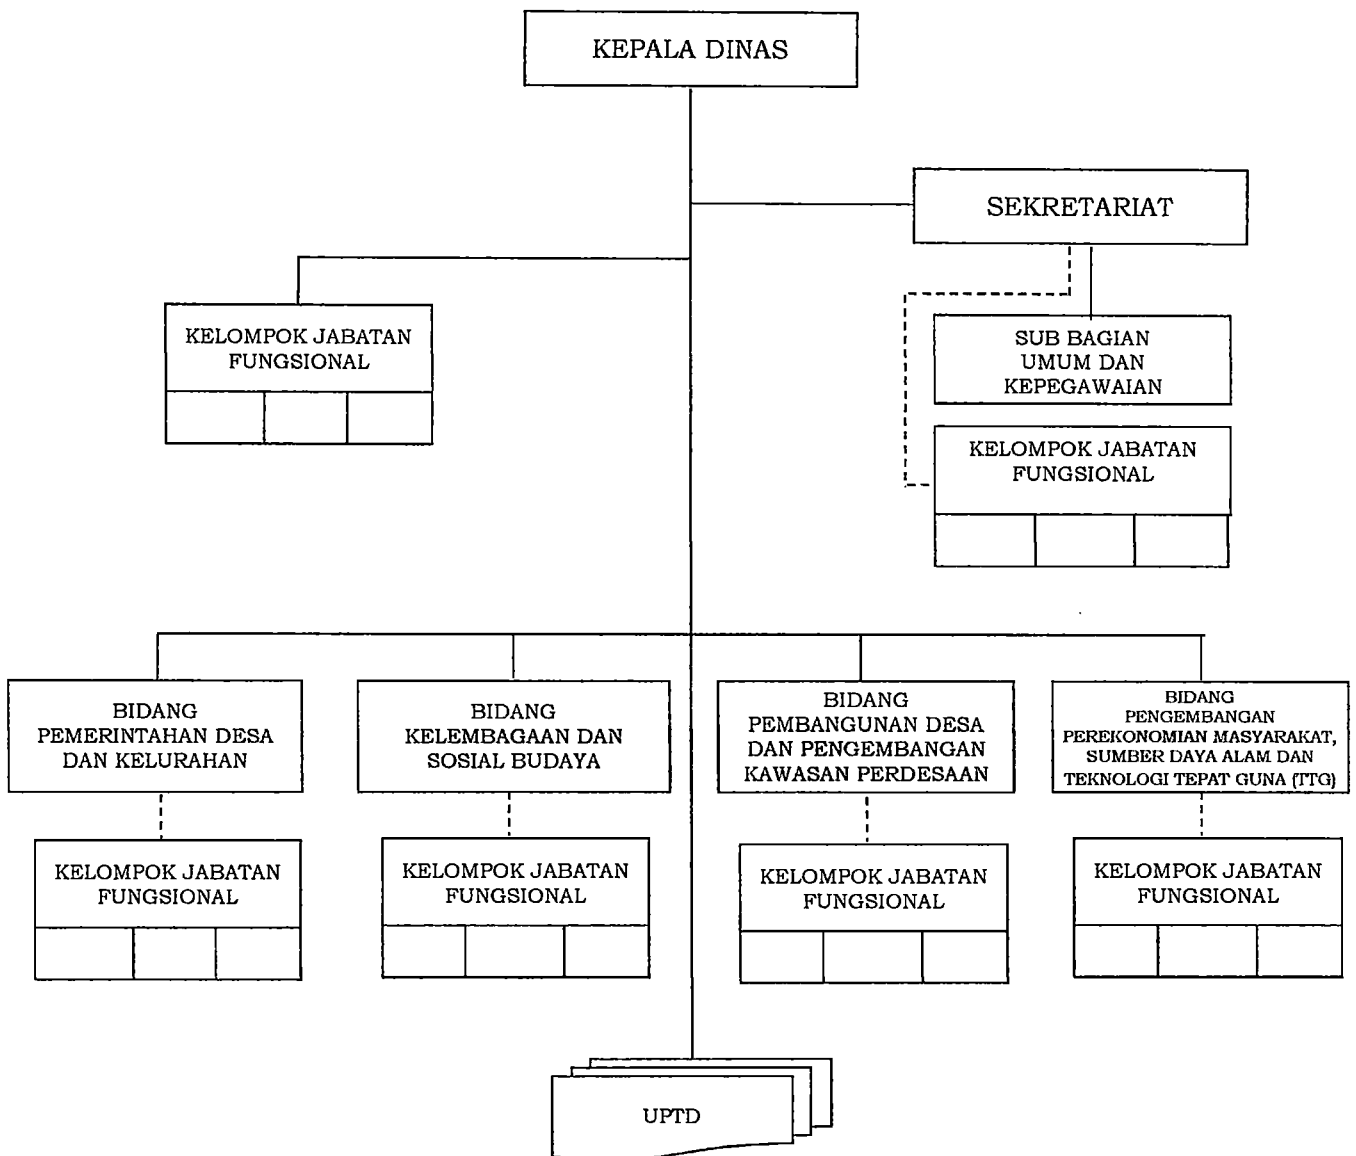 KEPALA DINAS
SEKRETARIAT
KELOMPOK JABATAN
FUNGSIONAL
SUB BAGIAN
UMUM DAN
KEPEGAWAIAN
KELOMPOK JABATAN
FUNGSIONAL
BIDANG
PEMERINTAHAN DESA
DAN KELURAHAN
BIDANG
KELEMBAGAAN DAN
SOSIAL BUDAYA
BIDANG
PEMBANGUNAN DESA
DAN PENGEMBANGAN
KAWASAN PERDESAAN
BIDANG
PENGEMBANGAN
PEREKONOMIAN MASYARAKAT,
SUMBER DAYA ALAM DAN
TEKNOLOGI TEPAT GUNA (TTG)
KELOMPOK JABATAN
FUNGSIONAL
KELOMPOK JABATAN
FUNGSIONAL
KELOMPOK JABATAN
FUNGSIONAL
KELOMPOK JABATAN
FUNGSIONAL
UPTD